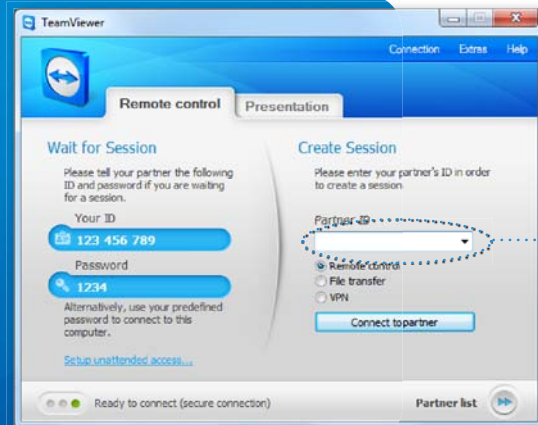 TeamViewer
Connection Extras Help
Remote control
Presentation
Wait for Session
Please tell your partner the following
ID and password if you are waiting
for a session.
Your ID
123 456 789
Password
1234
Alternatively, use your predefined
password to connect to this
computer.
Setup unattended access...
Create Session
Please enter your partner's ID in order
to create a session
Partner ID
Remote control
File transfer
VPN
Connect to partner
Ready to connect (secure connection)
Partner list